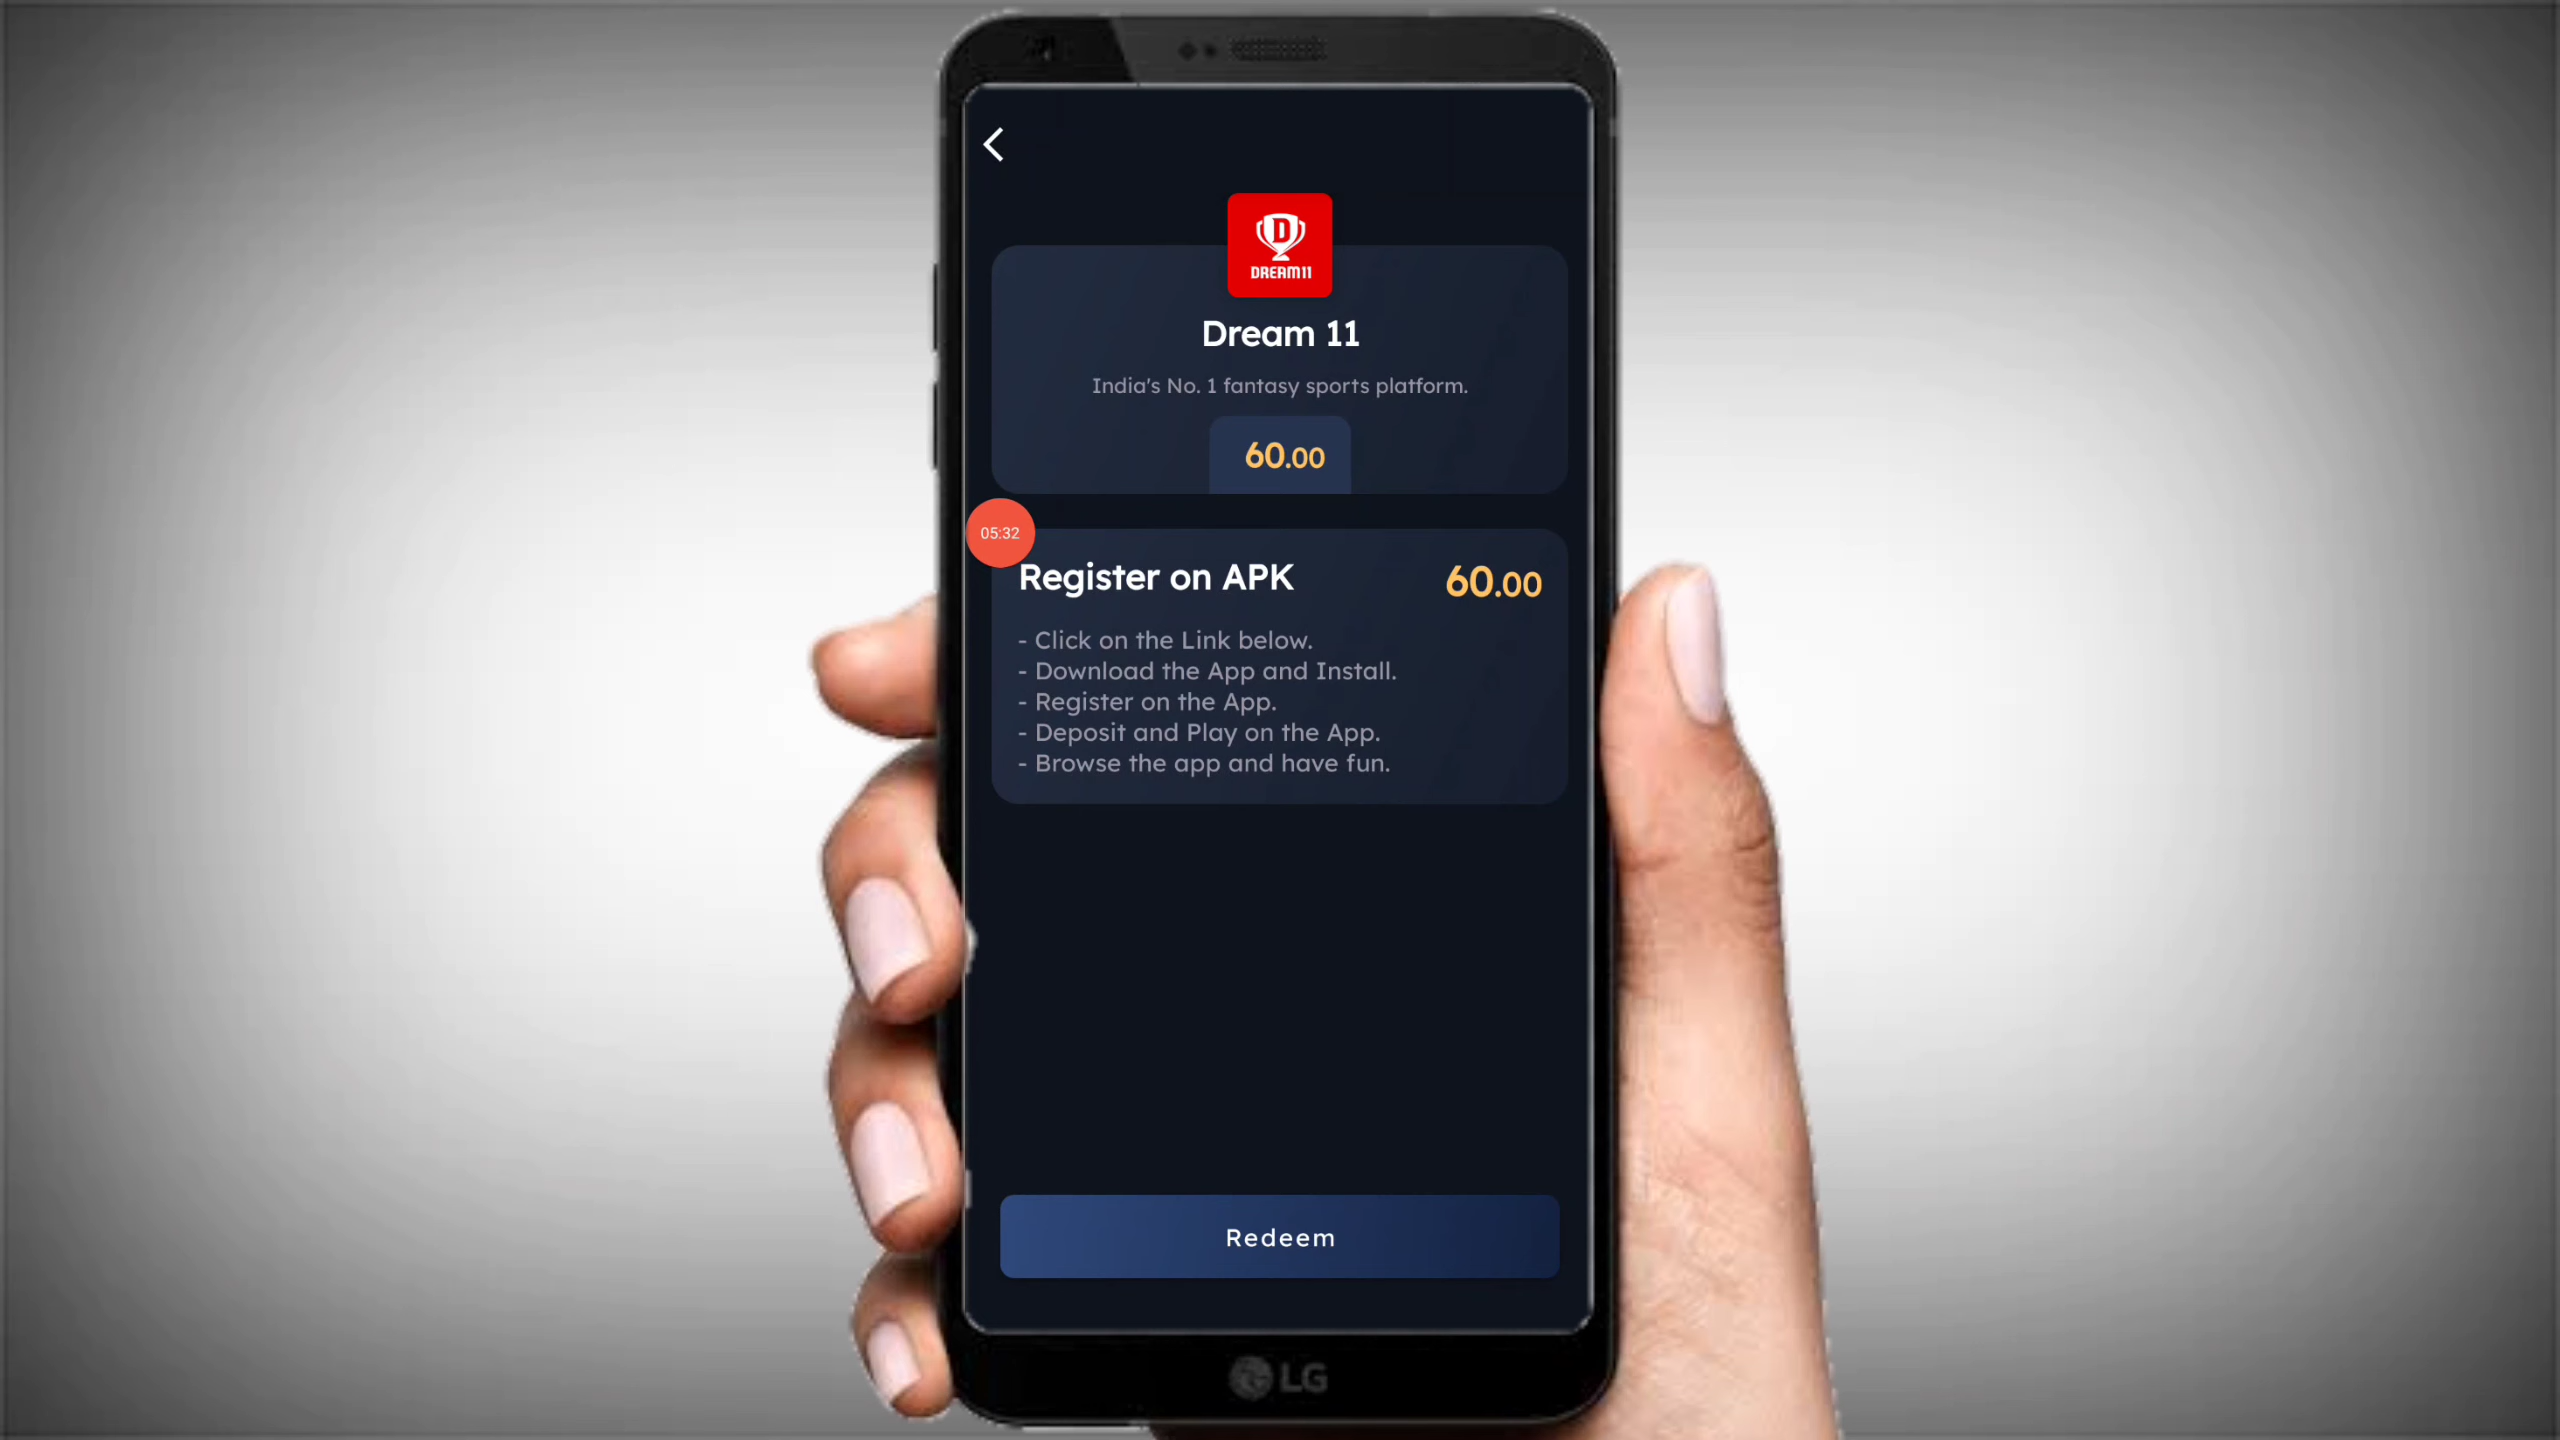 DREAM11
Dream 11
India's No. 1 fantasy sports platform.
60.00
05:32
Register on APK
60.00
- Click on the Link below.
- Download the App and Install.
- Register on the App.
- Deposit and Play on the App.
- Browse the app and have fun.
Redeem
LG